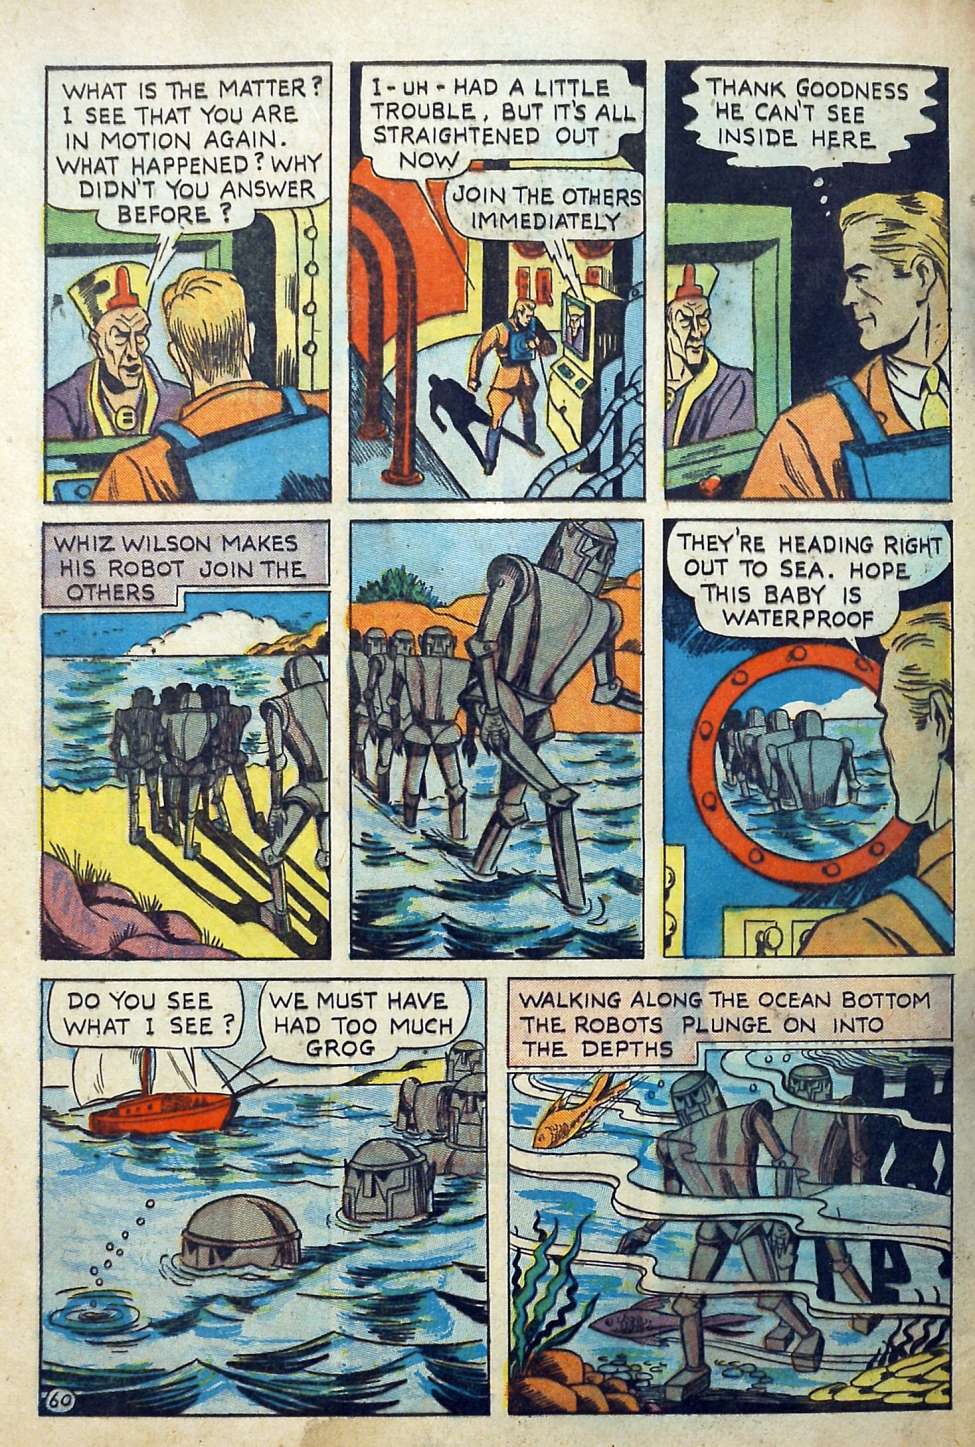 WHAT IS THE MATTER?
I SEE THAT YOU ARE
IN MOTION AGAIN.
WHAT HAPPENED? WHY
DIDN'T YOU ANSWER
BEFORE?
I-UH-HAD A LITTLE
TROUBLE, BUT IT'S ALL
STRAIGHTENED OUT
NOW
JOIN THE OTHERS
IMMEDIATELY
THANK GOODNESS
HE CAN'T SEE
INSIDE HERE
WHIZ WILSON MAKES
HIS ROBOT JOIN THE
OTHERS
THEY'RE HEADING RIGHT
OUT TO SEA. HOPE
THIS BABY IS
WATERPROOF
DO YOU SEE
WHAT I SEE?
WE MUST HAVE
HAD TOO MUCH
GROG
WALKING ALONG THE OCEAN BOTTOM
THE ROBOTS PLUNGE ON INTO
THE DEPTHS
60